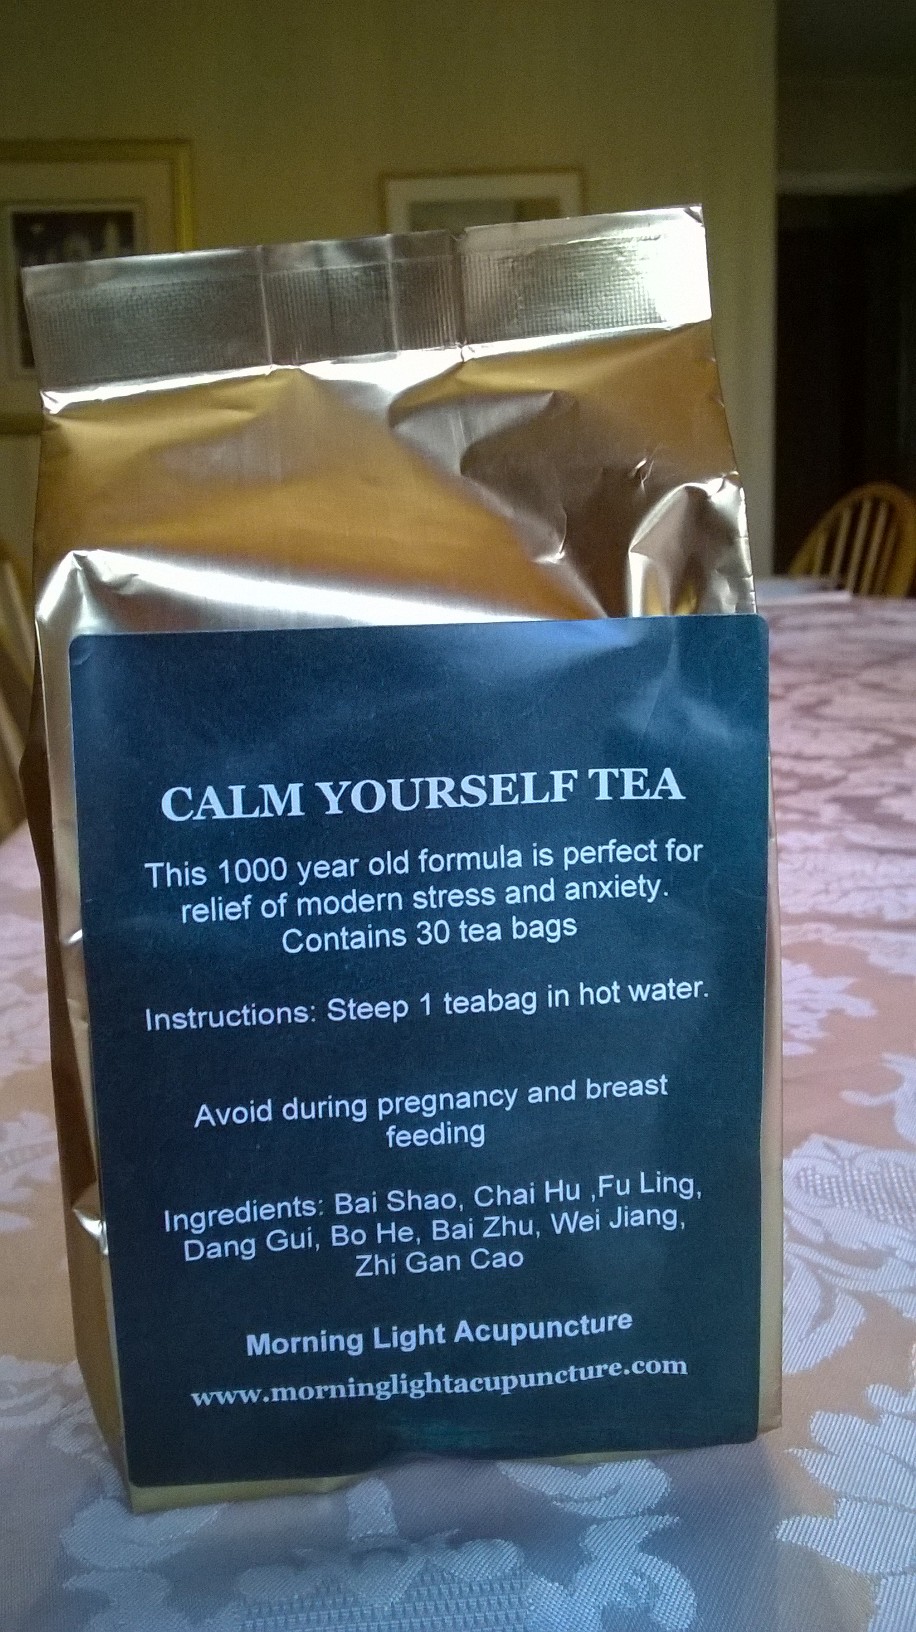 CALM YOURSELF TEA
This 1000 year old formula is perfect for
relief of modern stress and anxiety.
Contains 30 tea bags
Instructions: Steep 1 teabag in hot water.
Avoid during pregnancy and breast
feeding
Ingredients: Bai Shao, Chai Hu ,Fu Ling,
Dang Gui, Bo He, Bai Zhu, Wei Jiang,
Zhi Gan Cao
Morning Light Acupuncture
www.morninglightacupuncture.com